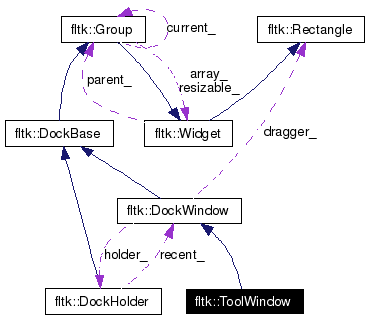 current_
fltk::Group
fltk::Rectangle
parent_
array_
resizable_
fltk::DockBase
fltk::Widget
dragger_
fltk::DockWindow
holder_
recent_
fltk::DockHolder
fltk::ToolWindow